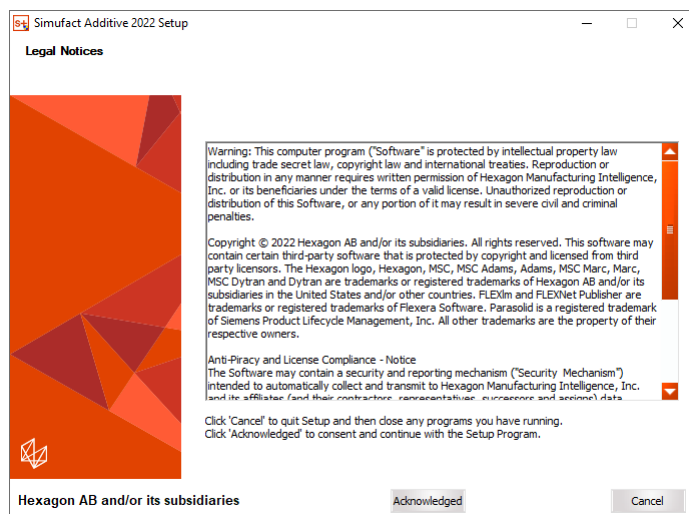 Simufact Additive 2022 Setup
Legal Notices
Warning: This computer program ("Software" is protected by intellectual property law
including trade secret law, copyright law and international treaties. Reproduction or
distribution in any manner requires written permission of Hexagon Manufacturing Intelligence,
Inc. or its beneficiaries under the terms of a valid license. Unauthorized reproduction or
distribution of this Software, or any portion of it may result in severe civil and criminal
penalties.
Copyright © 2022 Hexagon AB and/or its subsidiaries. All rights reserved. This software may
contain certain third-party software that is protected by copyright and licensed from third
party licensors. The Hexagon logo, Hexagon, MSC, MSC Adams, Adams, MSC Marc, Marc,
MSC Dytran and Dytran are trademarks or registered trademarks of Hexagon AB and/or its
subsidiaries in the United States and/or other countries. FLEXlm and FLEXNet Publisher are
trademarks or registered trademarks of Flexera Software. Parasolid is a registered trademark
of Siemens Product Lifecycle Management, Inc. All other trademarks are the property of their
respective owners.
Anti-Piracy and License Compliance - Notice
The Software may contain a security and reporting mechanism ("Security Mechanism")
intended to automatically collect and transmit to Hexagon Manufacturing Intelligence, Inc.
and its affiliates (and their contractors, representatives, successors and assigns) data
Click 'Cancel' to quit Setup and then close any programs you have running.
Click 'Acknowledged' to consent and continue with the Setup Program.
Hexagon AB and/or its subsidiaries
Acknowledged
Cancel